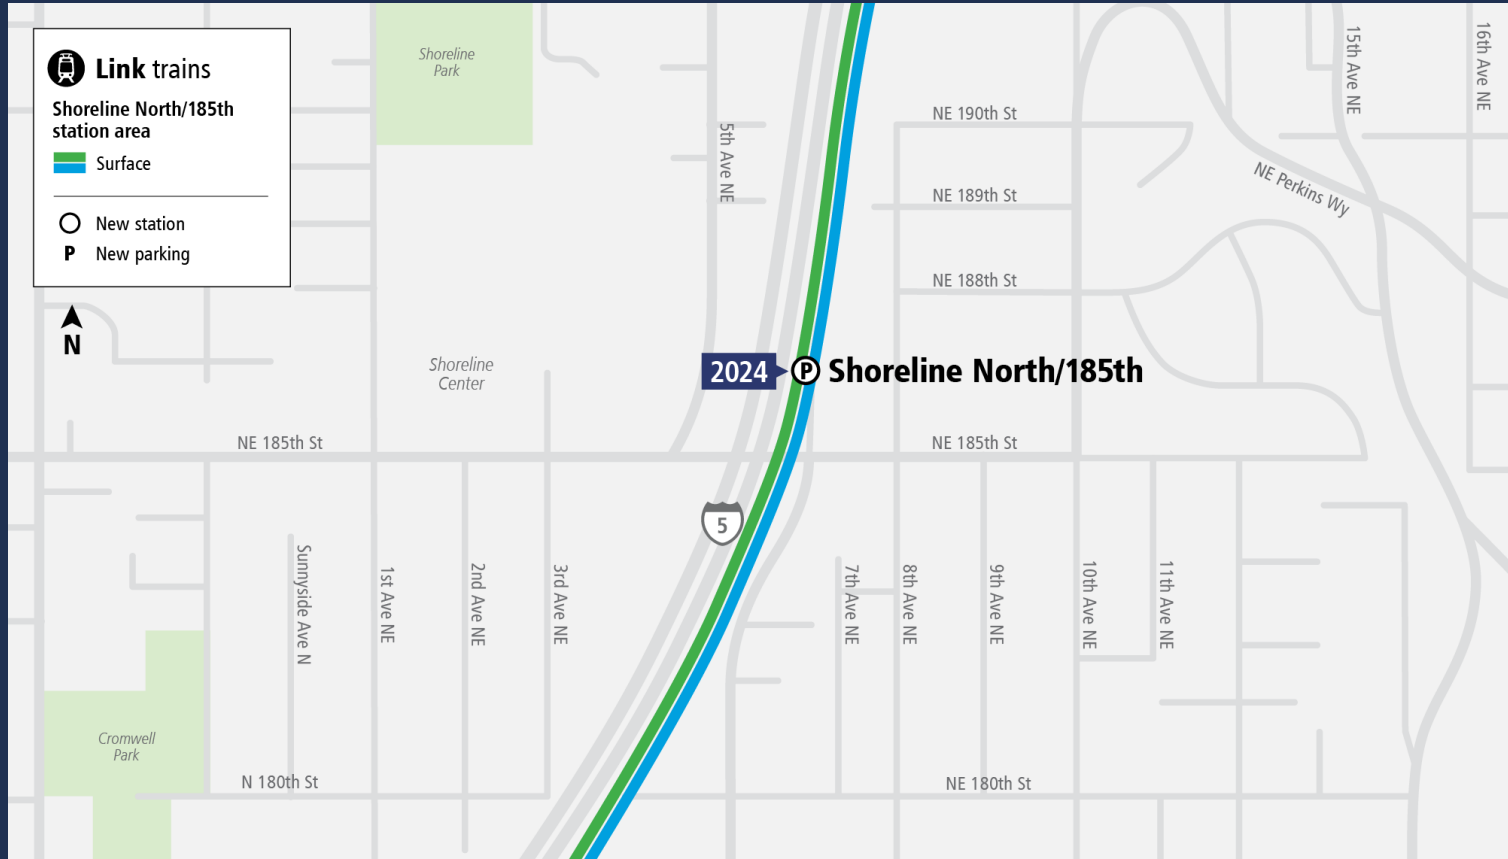 Link trains
Shoreline North/185th
station area
Surface
New station
P New parking
N
Shoreline
Park
5th Ave NE
15th Ave NE
16th Ave NE
NE 190th St
NE Perkins Wy
NE 189th St
NE 188th St
Shoreline
Center
2024
P
Shoreline North/185th
NE 185th St
NE 185th St
5
Sunnyside Ave N
1st Ave NE
2nd Ave NE
3rd Ave NE
7th Ave NE
8th Ave NE
9th Ave NE
10th Ave NE
11th Ave NE
Cromwell
Park
N 180th St
NE 180th St